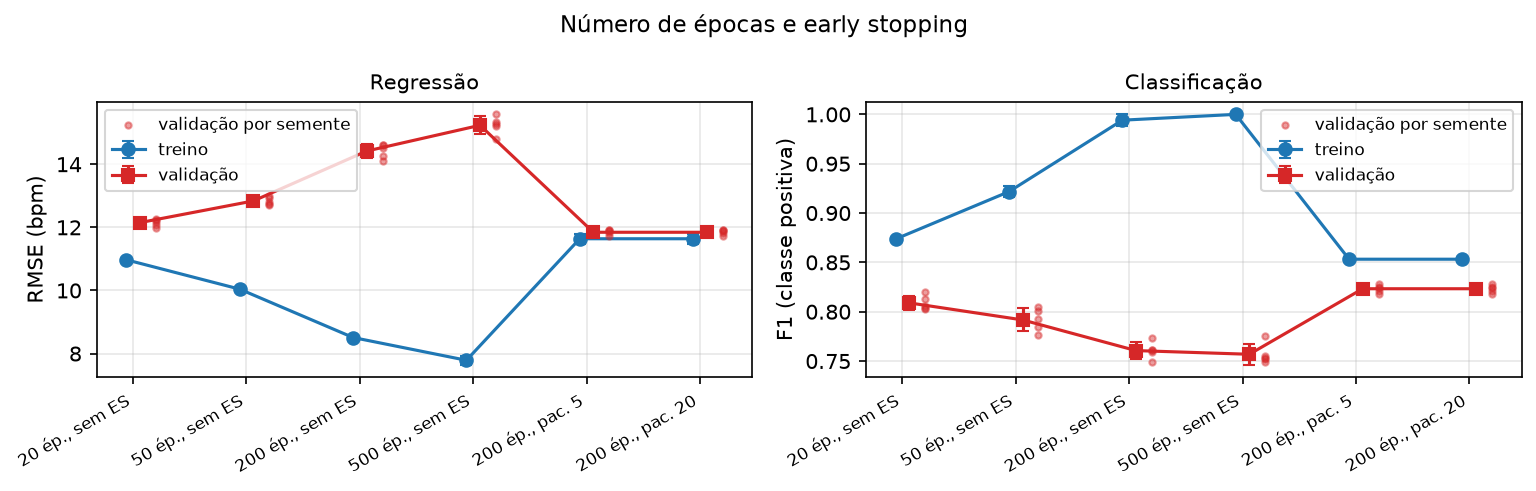 Número de épocas e early stopping
Regressão
validação por semente
treino
validação
RMSE (bpm)
14
12
10
8
20 ép., sem ES
50 ép., sem ES
200 ép., sem ES
500 ép., sem ES
200 ép., pac. 5
200 ép., pac. 20
Classificação
validação por semente
treino
validação
F1 (classe positiva)
1.00
0.95
0.90
0.85
0.80
0.75
20 ép., sem ES
50 ép., sem ES
200 ép., sem ES
500 ép., sem ES
200 ép., pac. 5
200 ép., pac. 20